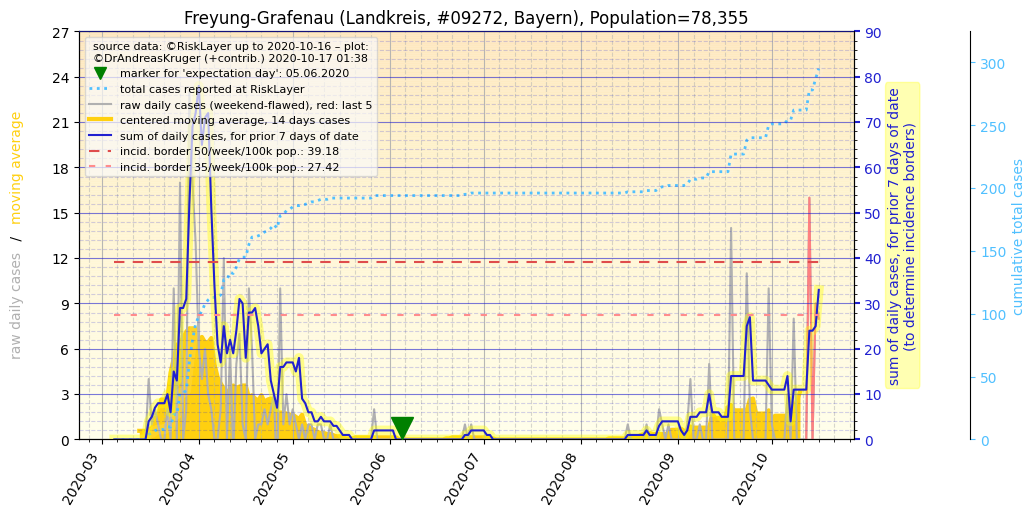 Freyung-Grafenau (Landkreis, #09272, Bayern), Population=78,355
source data: ©RiskLayer up to 2020-10-16 – plot:
©DrAndreasKruger (+contrib.) 2020-10-17 01:38
marker for 'expectation day': 05.06.2020
total cases reported at RiskLayer
raw daily cases (weekend-flawed), red: last 5
centered moving average, 14 days cases
sum of daily cases, for prior 7 days of date
incid. border 50/week/100k pop.: 39.18
incid. border 35/week/100k pop.: 27.42
raw daily cases / moving average
27
24
21
18
15
12
9
6
3
0
2020-03
2020-04
2020-05
2020-06
2020-07
2020-08
2020-09
2020-10
90
80
70
60
50
40
30
20
10
0
sum of daily cases, for prior 7 days of date
(to determine incidence borders)
300
250
200
150
100
50
0
cumulative total cases